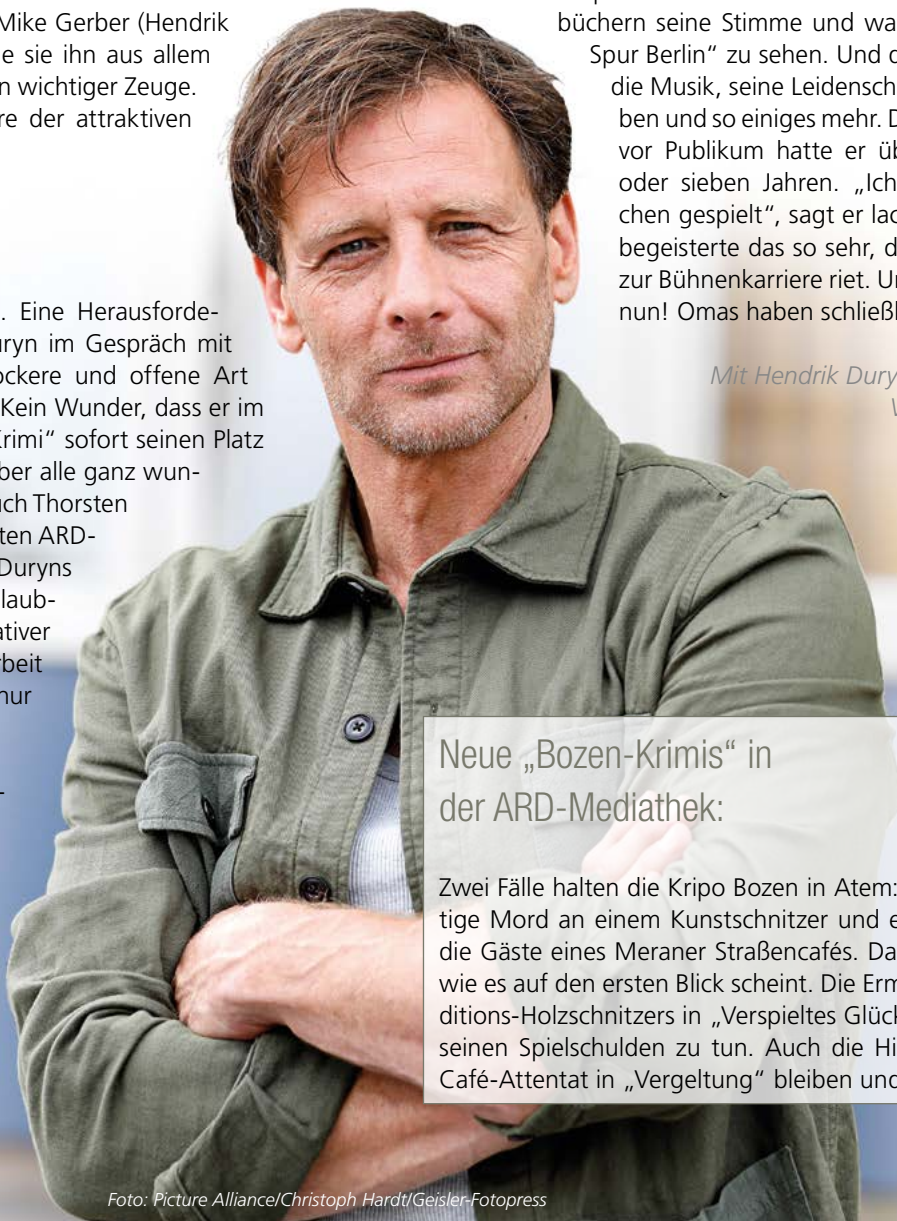 Mike Gerber (Hendrik
e sie ihn aus allem
n wichtiger Zeuge.
re der attraktiven
. Eine Herausforde-
uryn im Gespräch mit
ockere und offene Art
Kein Wunder, dass er im
Krimi“ sofort seinen Platz
ber alle ganz wun-
uch Thorsten
ten ARD-
Duryns
laub-
ativer
rbeit
nur
-
büchern seine Stimme und wa
Spur Berlin“ zu sehen. Und d
die Musik, seine Leidensch
ben und so einiges mehr. D
vor Publikum hatte er üb
oder sieben Jahren. „Ich
chen gespielt“, sagt er lac
begeisterte das so sehr, d
zur Bühnenkarriere riet. Un
nun! Omas haben schließl
Mit Hendrik Dury
Neue „Bozen-Krimis“ in
der ARD-Mediathek:
Zwei Fälle halten die Kripo Bozen in Atem:
tige Mord an einem Kunstschnitzer und e
die Gäste eines Meraner Straßencafés. Da
wie es auf den ersten Blick scheint. Die Erm
ditions-Holzschnitzers in „Verspieltes Glück
seinen Spielschulden zu tun. Auch die Hi
Café-Attentat in „Vergeltung“ bleiben und
Foto: Picture Alliance/Christoph Hardt/Geisler-Fotopress